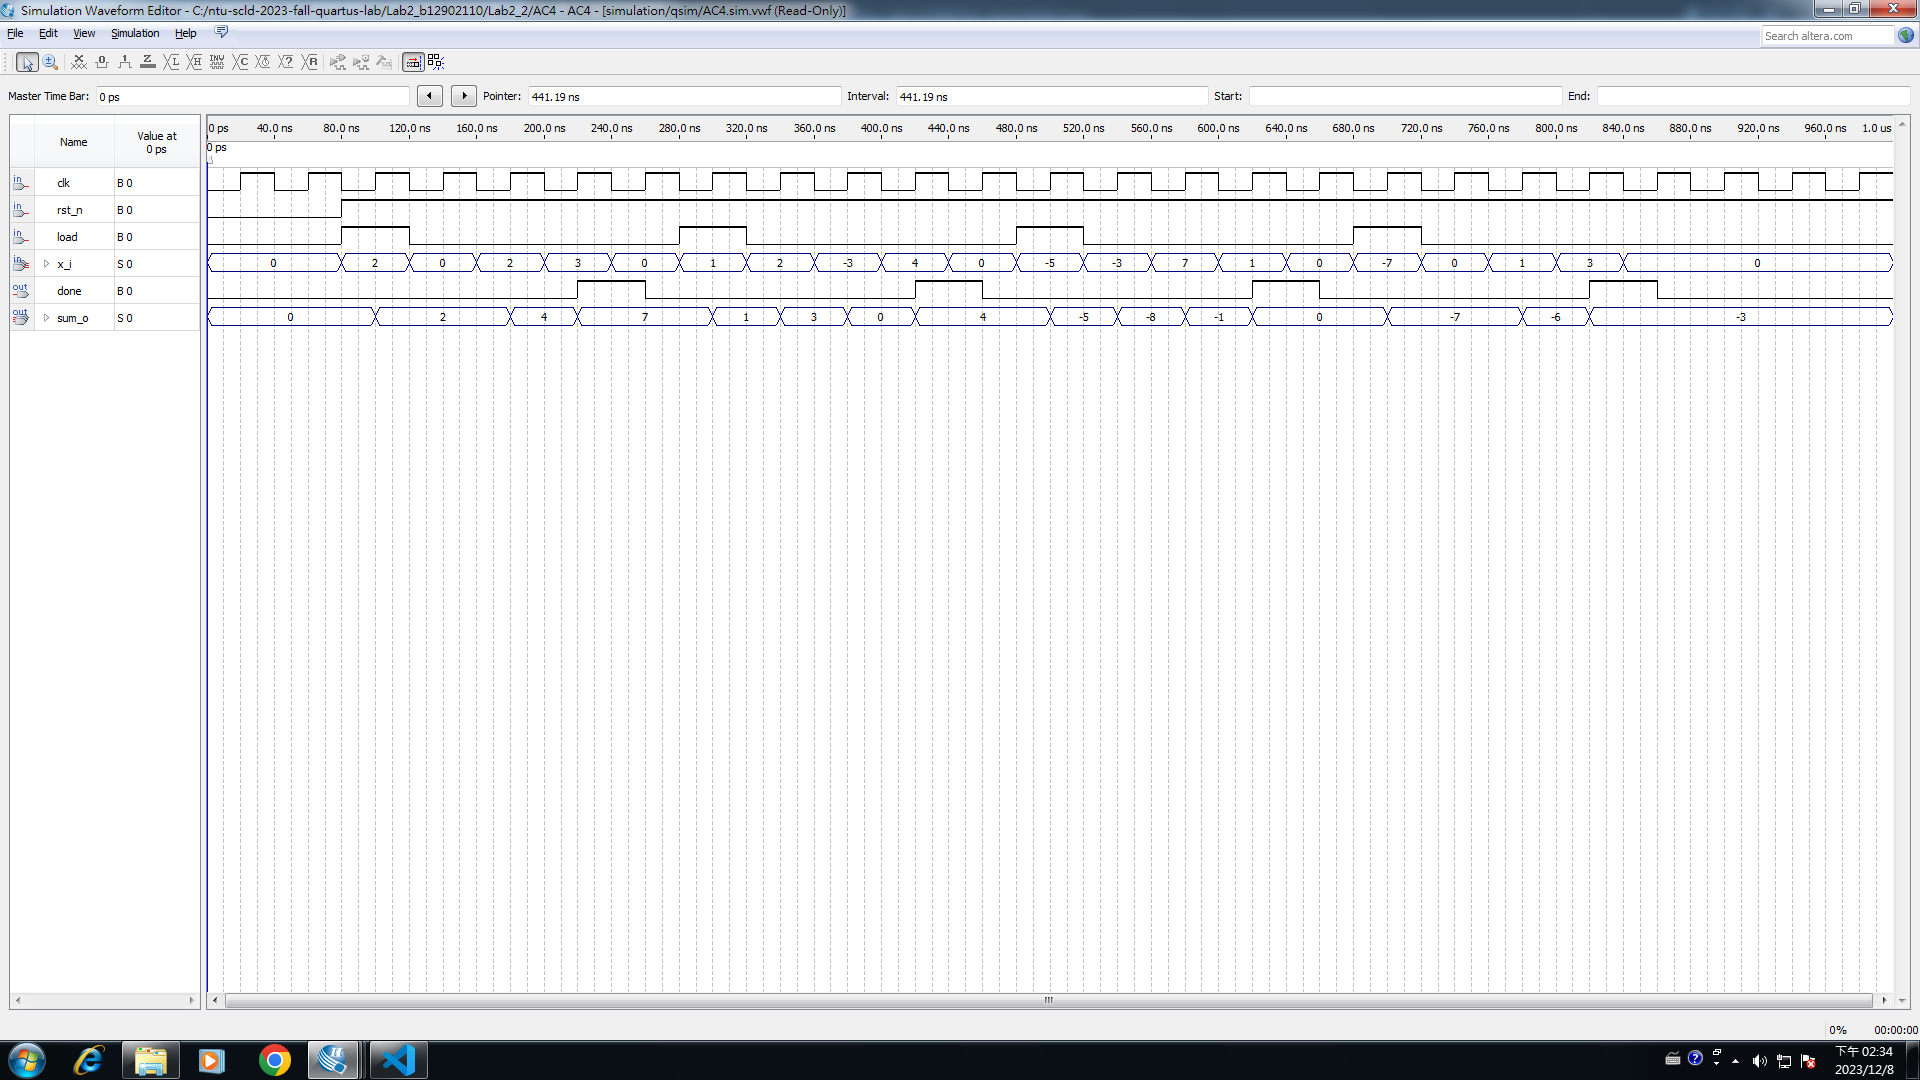 Simulation Waveform Editor - C:/ntu-scld-2023-fall-quartus-lab/Lab2_b12902110/Lab2_2/AC4 - AC4 - [simulation/qsim/AC4.sim.vwf (Read-Only)]
File Edit View Simulation Help
Search altera.com
Master Time Bar: 0 ps Pointer: 441.19 ns Interval: 441.19 ns Start: End:
Name Value at 0 ps
0 ps 40.0 ns 80.0 ns 120.0 ns 160.0 ns 200.0 ns 240.0 ns 280.0 ns 320.0 ns 360.0 ns 400.0 ns 440.0 ns 480.0 ns 520.0 ns 560.0 ns 600.0 ns 640.0 ns 680.0 ns 720.0 ns 760.0 ns 800.0 ns 840.0 ns 880.0 ns 920.0 ns 960.0 ns 1.0 us
0 ps
in clk B 0
in rst_n B 0
in load B 0
in x_i S 0 0 2 0 2 3 0 1 2 -3 4 0 -5 -3 7 1 0 -7 0 1 3 0
out done B 0
out sum_o S 0 0 2 4 7 1 3 0 4 -5 -8 -1 0 -7 -6 -3
0% 00:00:00
下午 02:34
2023/12/8